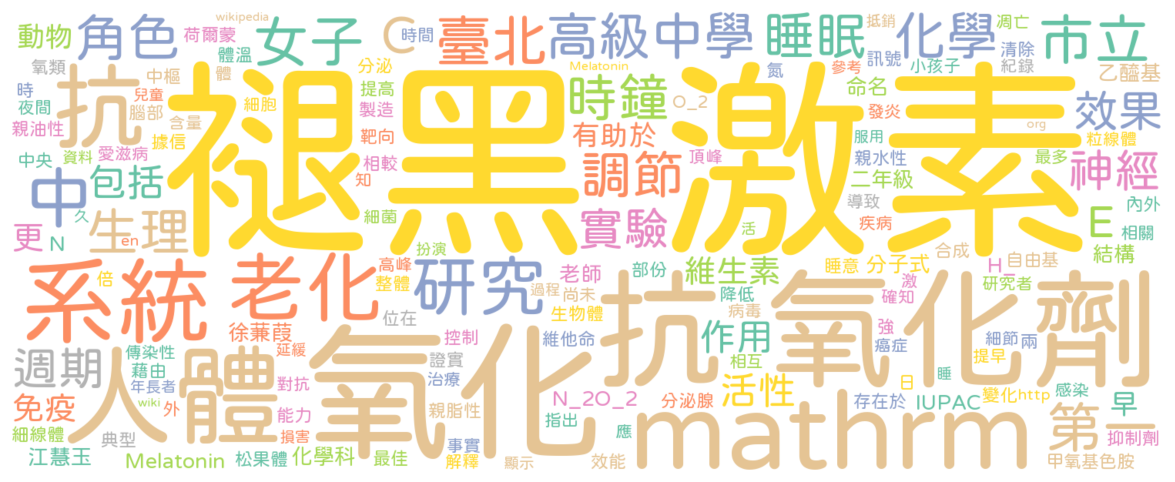 wikipedia
動物 角色 荷爾蒙 女子 C 時間 臺北 高級中學 睡眠 抵銷 訊號 化學 凋亡 清除 紀錄 市立
氧類 中樞 體溫 體 分泌 Melatonin 氮 小孩子 參考 乙醯基
時 夜間 兒童 腦部 抗 細胞 提高 製造 時鐘 O_2 命名 發炎 效果
親油性 含量 褪黑激素 org
據信 靶向 有助於 服用 粒線體
中央 資料 愛滋病 相較 頂峰 親水性 最多
中 包括 知 調節 二年級 神經
久 細菌 導致 內外
更 N en 生理 扮演 實驗 活 疾病 E 相關
合成 結構
系統 倍 老化 高峰 整體 研究 老師 過程 尚未 部份 維生素 睡意 分子式 激 確知 H_ 自由基 研究者
生物體 降低 病毒
徐蒹葭 位在 抗氧化劑
傳染性 延緩 控制 維他命 作用 強 癌症 細節 兩
週期 藉由 年長者 人體 氧化 證實 相互 提早
wiki 對抗 治療 活性 日 睡 變化 http 感染
免疫 外 能力 親脂性 N_2O_2 分泌腺 存在於 IUPAC 早
細線體 典型 損害 指出 應 mathrm 第一 抑制劑
江慧玉 Melatonin 松果體 化學科 最佳 事實 解釋 顯示 效能 甲氧基色胺